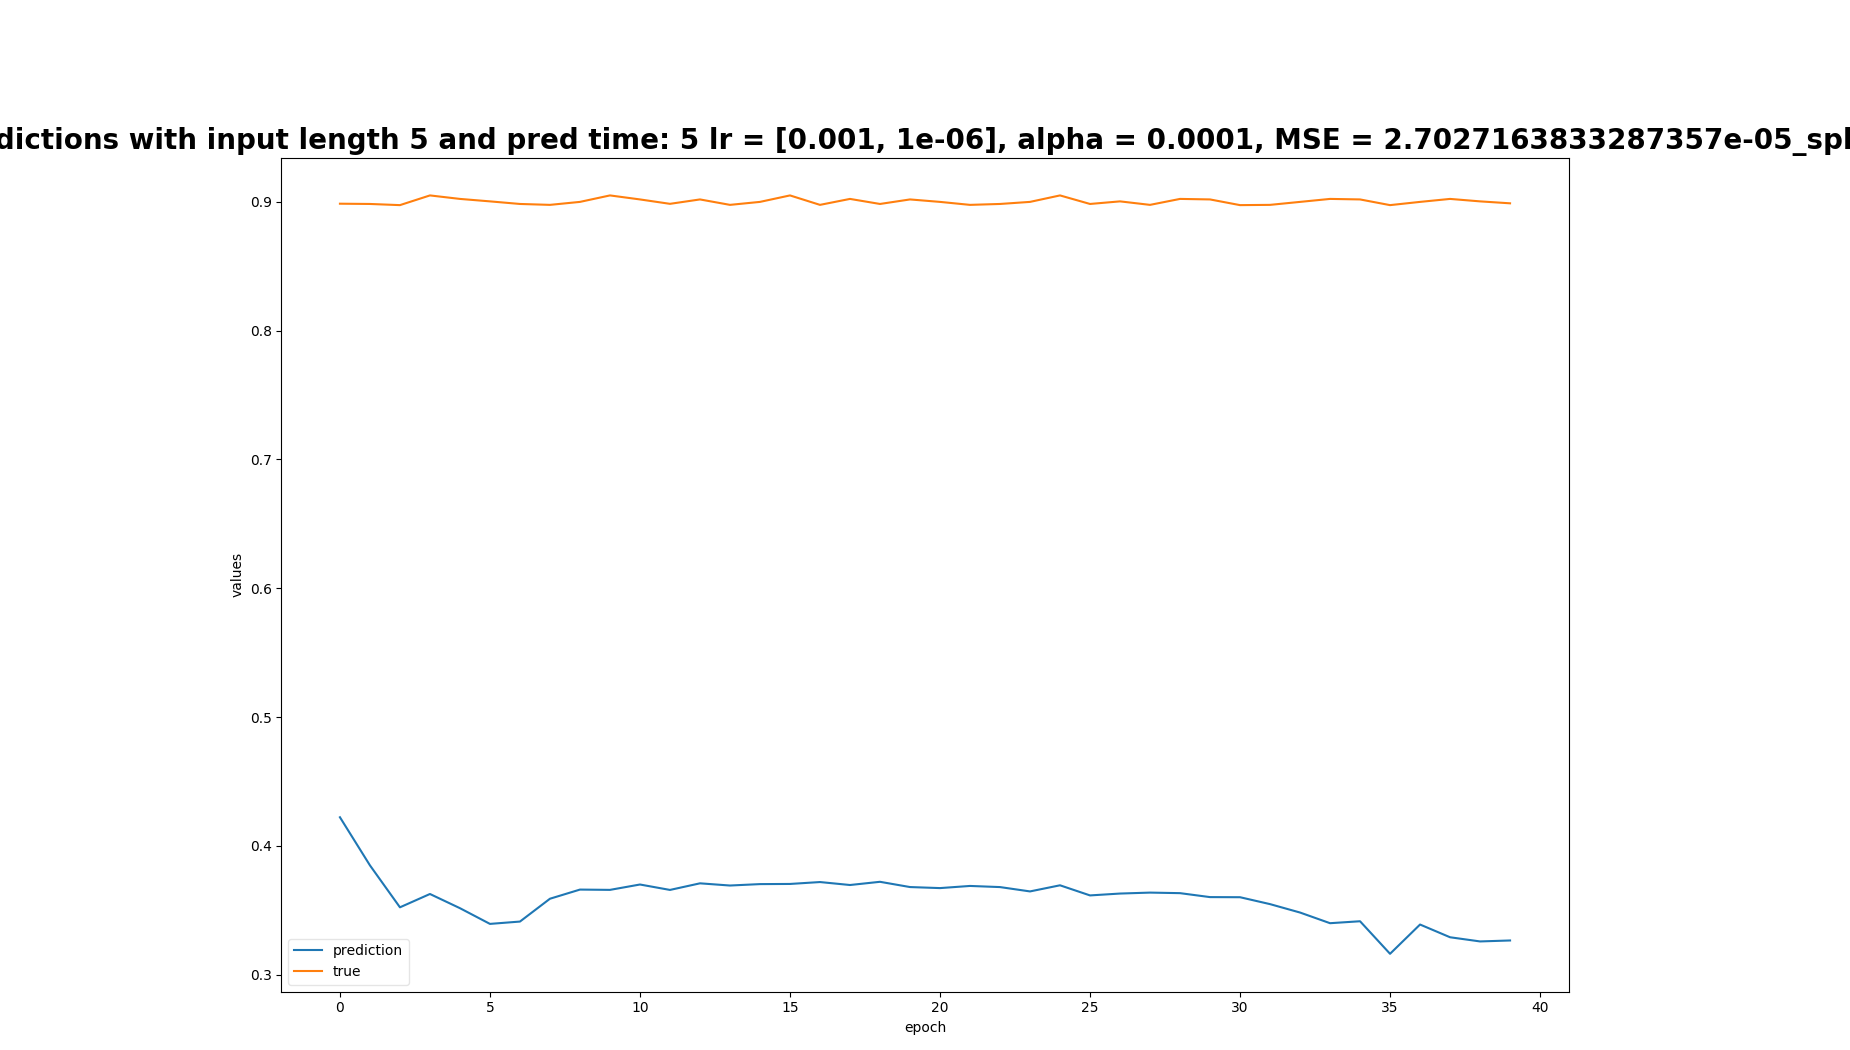 dictions with input length 5 and pred time: 5 lr = [0.001, 1e-06], alpha = 0.0001, MSE = 2.7027163833287357e-05_spl
0.9
0.8
0.7
0.6
0.5
0.4
0.3
values
prediction
true
0 5 10 15 20 25 30 35 40
epoch